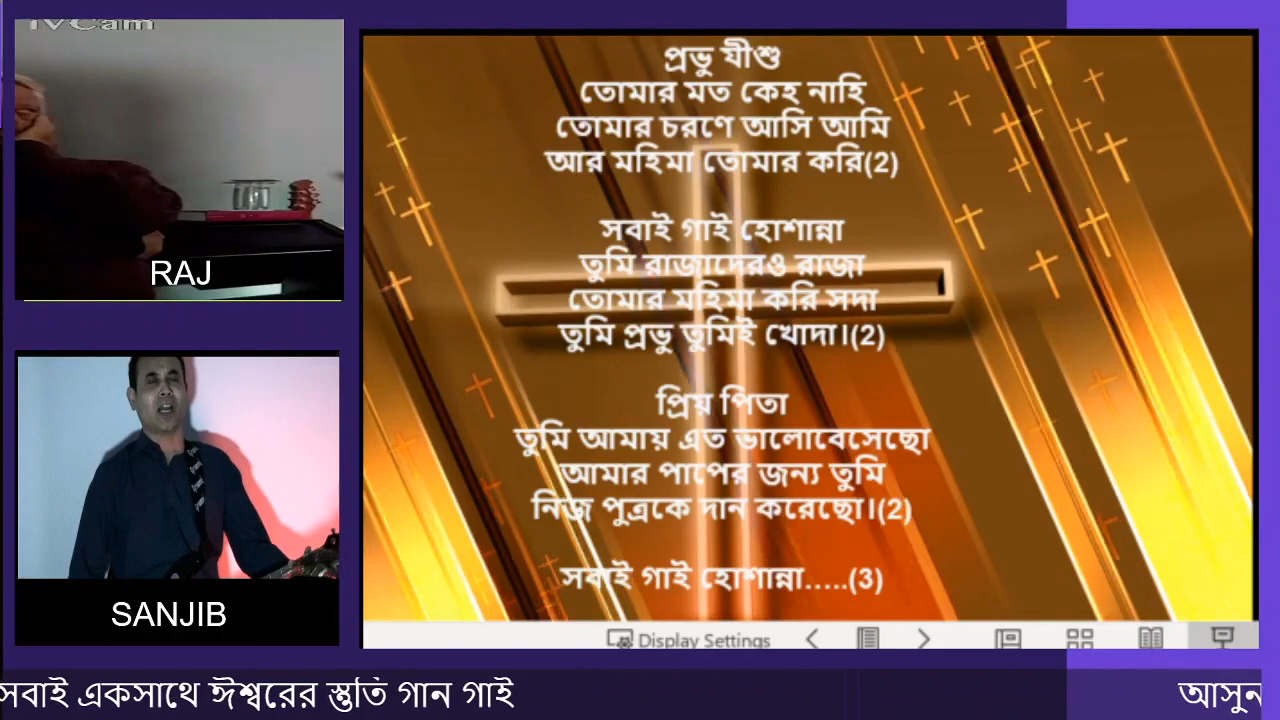 iVCam
RAJ
SANJIB
প্রভু যীশু
তোমার মত কেহ নাহি
তোমার চরণে আসি আমি
আর মহিমা তোমার করি(2)
সবাই গাই হোশান্না
তুমি রাজাদেরও রাজা
তোমার মহিমা করি সদা
তুমি প্রভু তুমিই খোদা।(2)
প্রিয় পিতা
তুমি আমায় এত ভালোবেসেছো
আমার পাপের জন্য তুমি
নিজ পুত্রকে দান করেছো।(2)
সবাই গাই হোশান্না.....(3)
Display Settings
সবাই একসাথে ঈশ্বরের স্তুতি গান গাই
আসুন